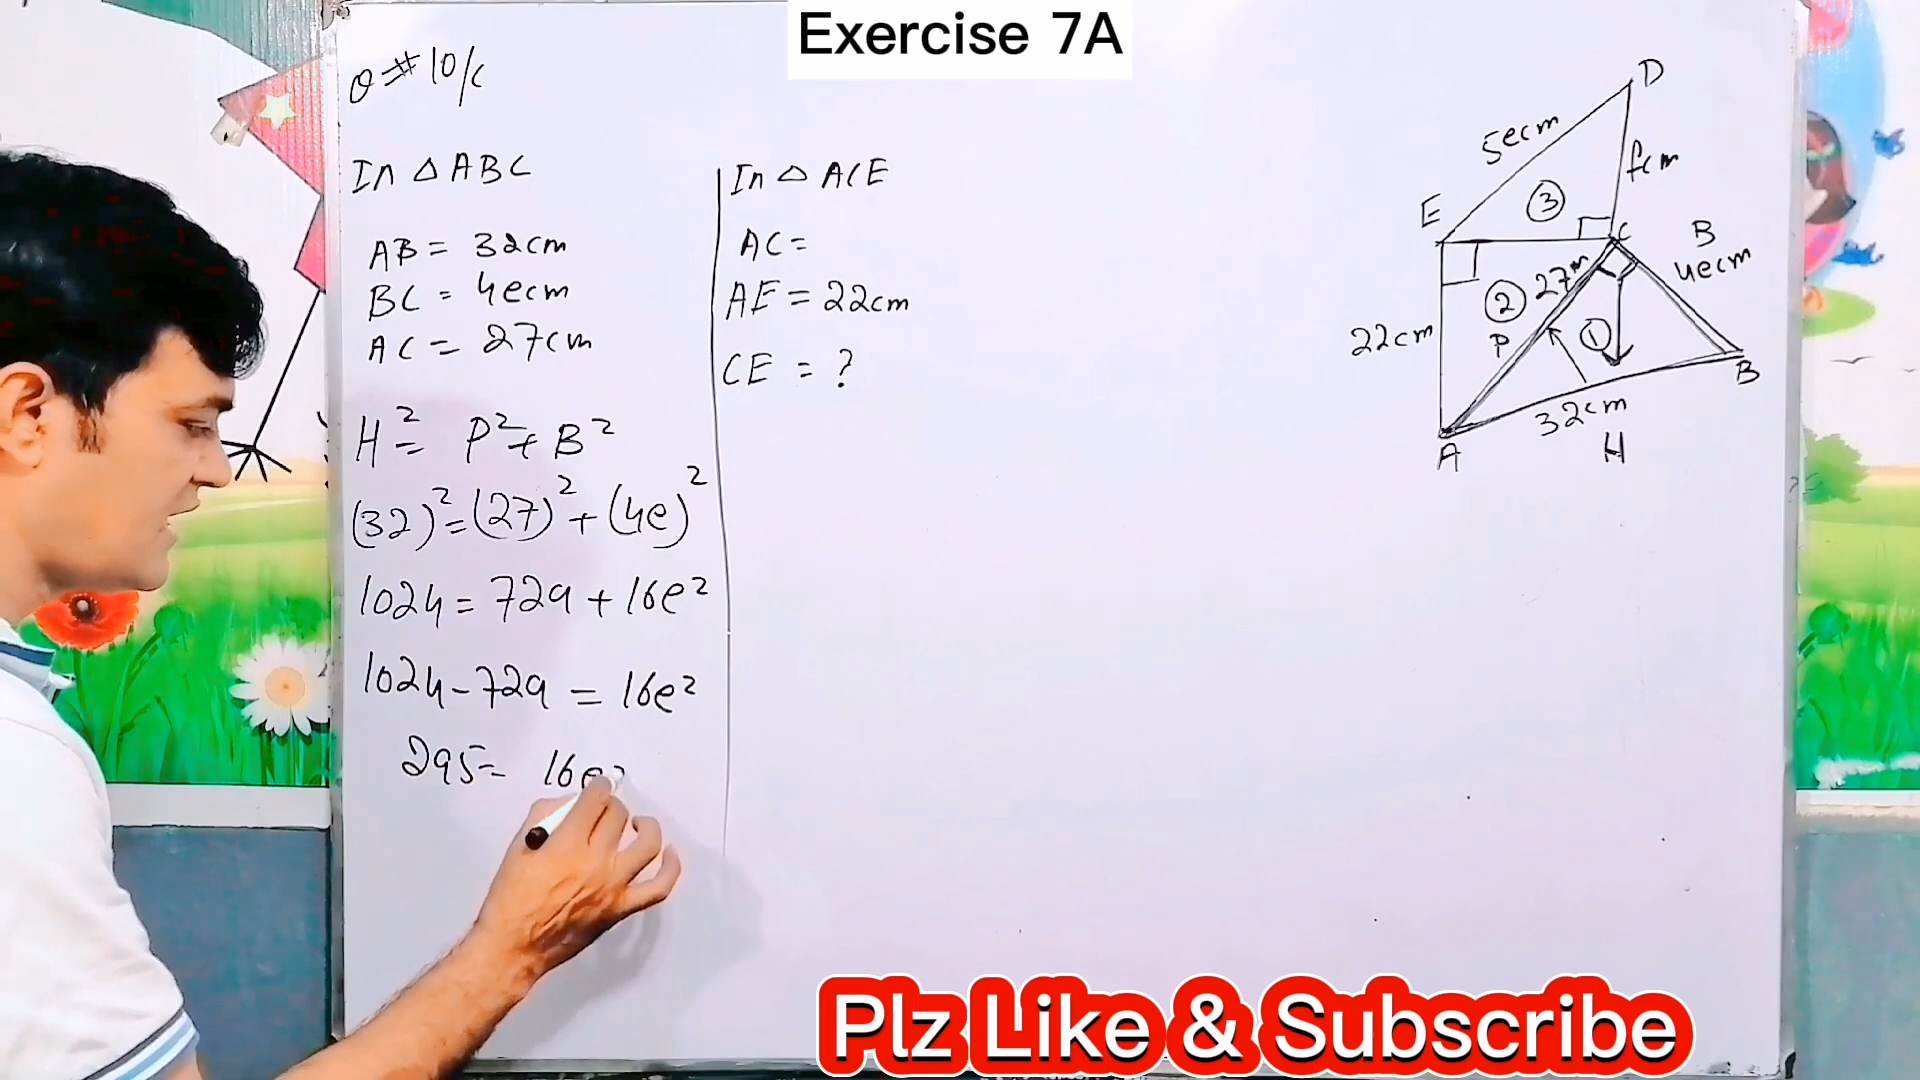 Exercise 7A
Q#10/c
In △ ABC
AB = 32cm
BC = 4ecm
AC = 27cm
H² = P² + B²
(32)² = (27)² + (4e)²
1024 = 729 + 16e²
1024 - 729 = 16e²
295 = 16e²
In △ ACE
AC =
AE = 22cm
CE = ?
D
5ecm
fcm
E
3
C
B
4ecm
2
27m
22cm
P
1
B
32cm
A
H
Plz Like & Subscribe